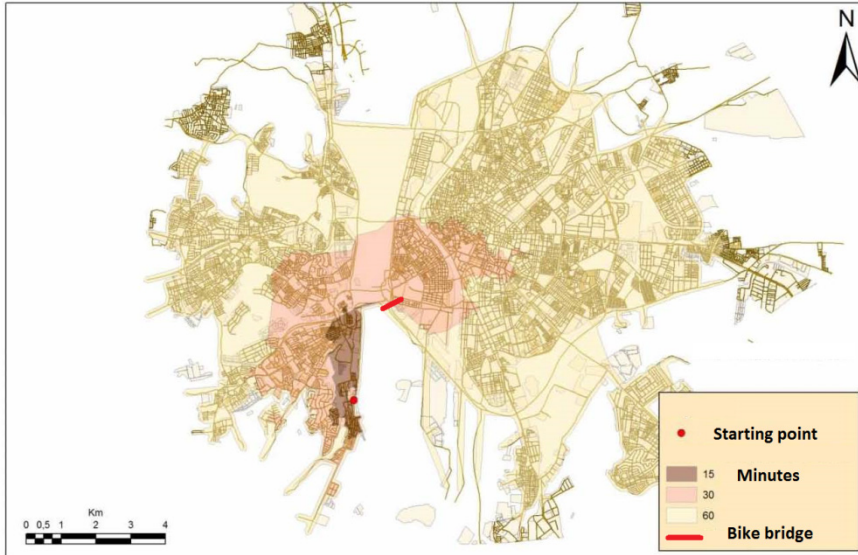 N
Starting point
15 Minutes
30
60
Bike bridge
Km
0 0,5 1 2 3 4